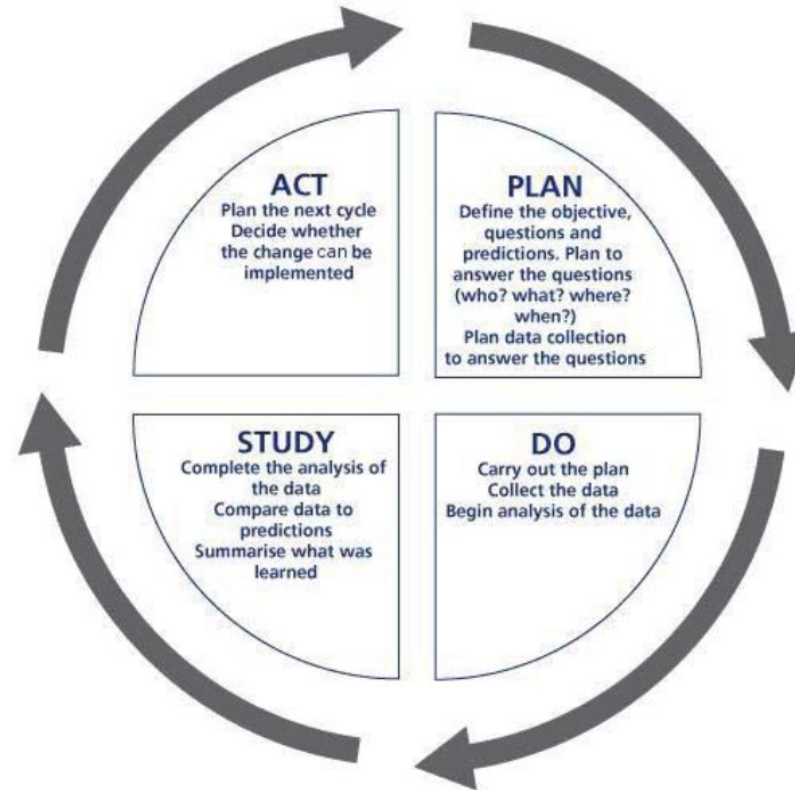 ACT
Plan the next cycle
Decide whether
the change can be
implemented
PLAN
Define the objective,
questions and
predictions. Plan to
answer the questions
(who? what? where?
when?)
Plan data collection
to answer the questions
STUDY
Complete the analysis of
the data
Compare data to
predictions
Summarise what was
learned
DO
Carry out the plan
Collect the data
Begin analysis of the data